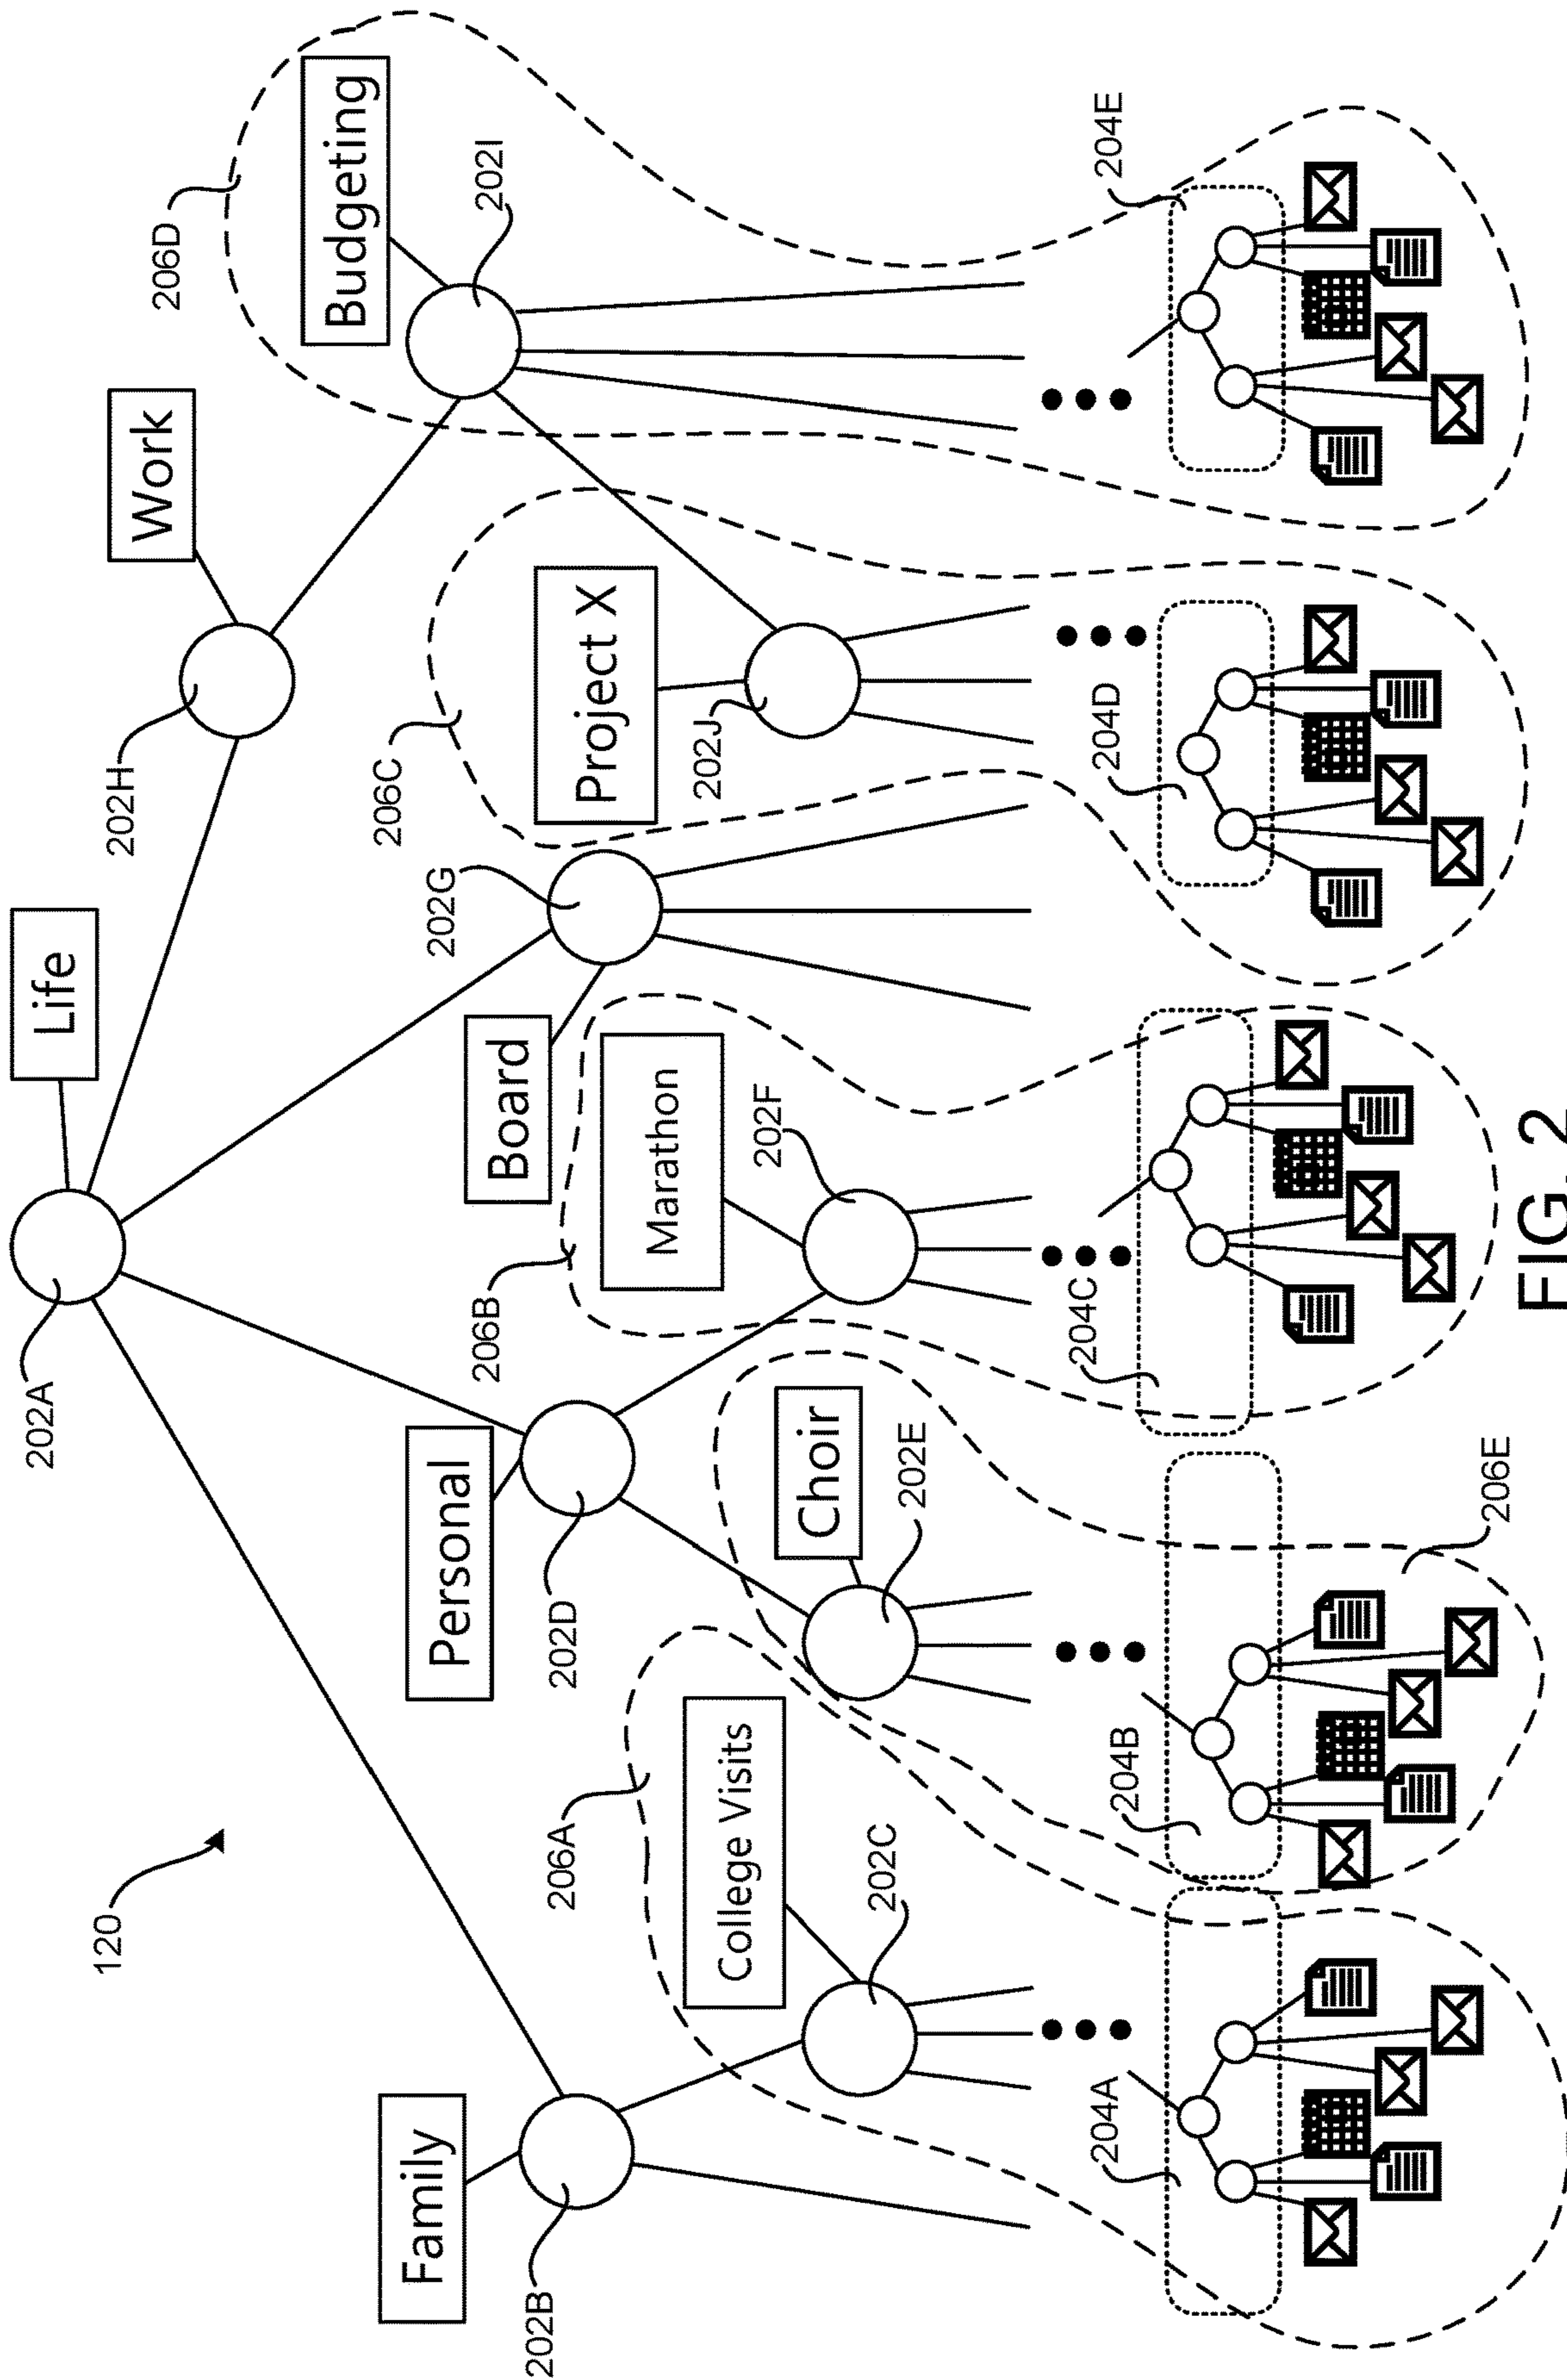 120
202A
Life
202H
Work
206D
Budgeting
202I
Family
202B
Personal
202D
Board
202G
206C
Project X
202J
206A
College Visits
202C
Choir
202E
206B
Marathon
202F
204A
204B
204C
204D
204E
206E
FIG. 2